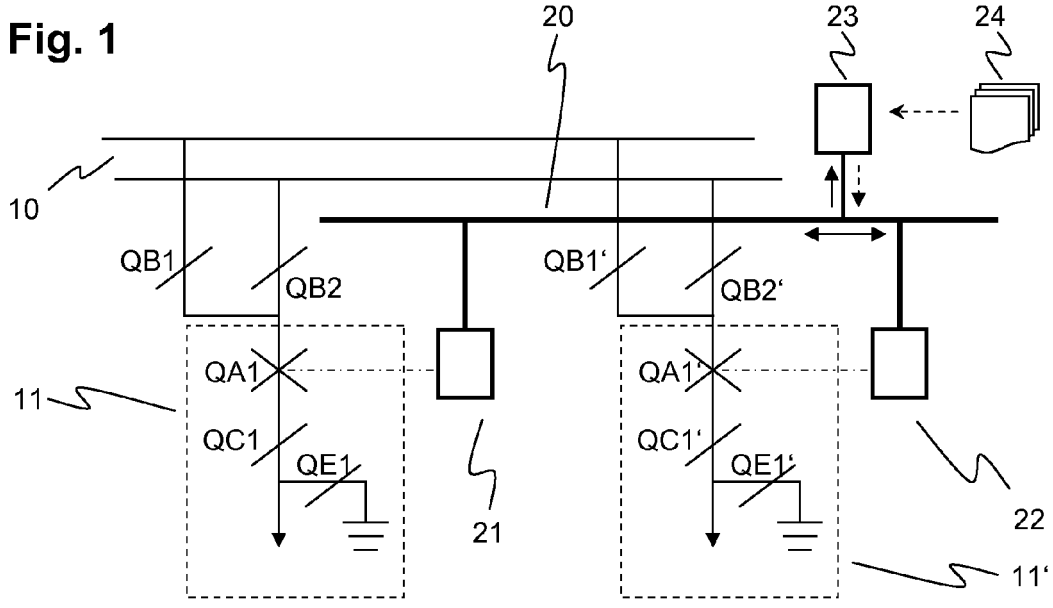 Fig. 1
20
23
24
10
QB1
QB2
QB1‘
QB2‘
11
QA1
QA1‘
QC1
QC1‘
QE1
QE1‘
21
22
11‘